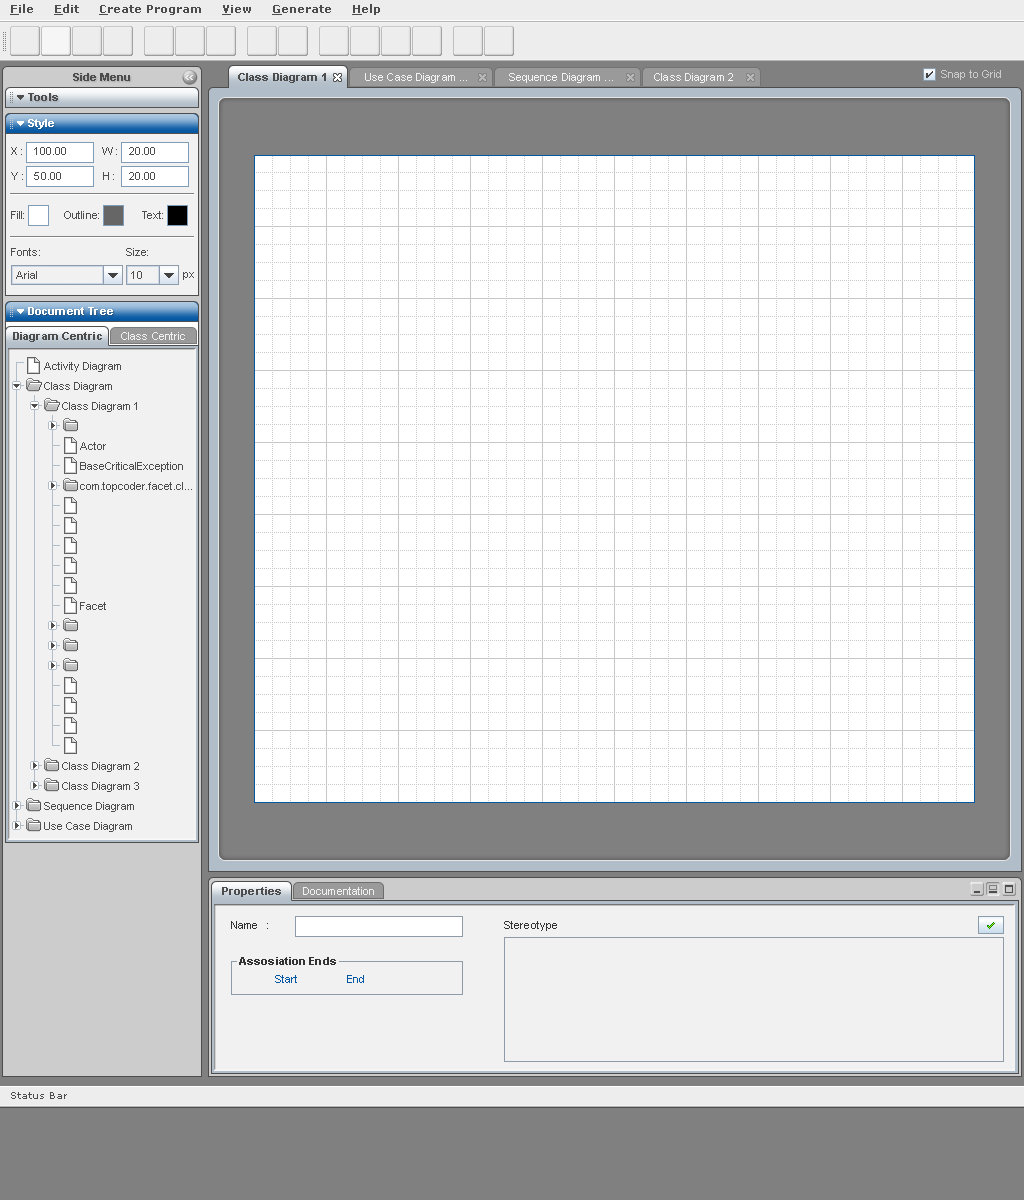 File Edit Create Program View Generate Help
Side Menu
Tools
Style
X : 100.00 W : 20.00
Y : 50.00 H : 20.00
Fill: Outline: Text:
Fonts: Size:
Arial 10 px
Document Tree
Diagram Centric Class Centric
Activity Diagram
Class Diagram
Class Diagram 1
Actor
BaseCriticalException
com.topcoder.facet.cl...
Facet
Class Diagram 2
Class Diagram 3
Sequence Diagram
Use Case Diagram
Class Diagram 1 Use Case Diagram ... Sequence Diagram ... Class Diagram 2 Snap to Grid
Properties Documentation
Name :
Assosiation Ends
Start End
Stereotype
Status Bar